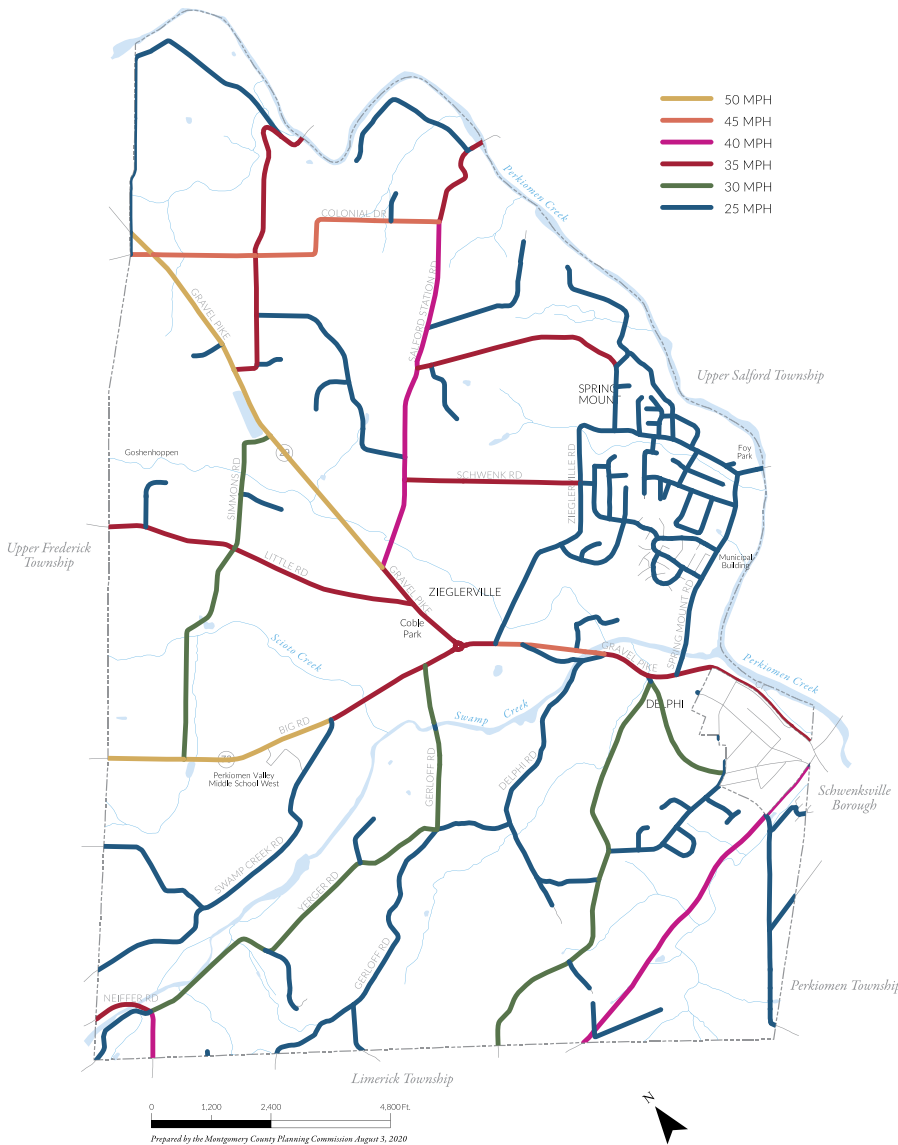 50 MPH
45 MPH
40 MPH
35 MPH
30 MPH
25 MPH
Perkiomen Creek
COLONIAL DR
GRAVEL PIKE
SALFORD STATION RD
Upper Salford Township
SPRING
MOUNT
Foy
Park
Goshenhoppen
29
SIMMONS RD
SCHWENK RD
ZIEGLERVILLE RD
Upper Frederick
Township
LITTLE RD
GRAVEL PIKE
ZIEGLERVILLE
Municipal
Building
Coble
Park
SPRING MOUNT RD
Scioto Creek
GRAVEL PIKE
Perkiomen Creek
Swamp Creek
DELPHI
BIG RD
73
Perkiomen Valley
Middle School West
GERLOFF RD
DELPHI RD
Schwenksville
Borough
SWAMP CREEK RD
YERGER RD
GERLOFF RD
Perkiomen Township
NEIFFER RD
Limerick Township
N
0 1,200 2,400 4,800 FT.
Prepared by the Montgomery County Planning Commission August 3, 2020